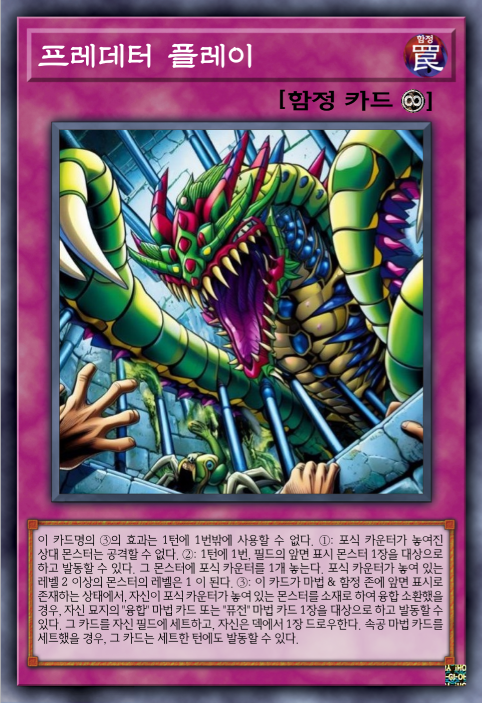 프레데터 플레이
함정
罠
[함정 카드 ]
이 카드명의 ③의 효과는 1턴에 1번밖에 사용할 수 없다. ①: 포식 카운터가 놓여진
상대 몬스터는 공격할 수 없다. ②: 1턴에 1번, 필드의 앞면 표시 몬스터 1장을 대상으로
하고 발동할 수 있다. 그 몬스터에 포식 카운터를 1개 놓는다. 포식 카운터가 놓여 있는
레벨 2 이상의 몬스터의 레벨은 1 이 된다. ③: 이 카드가 마법 & 함정 존에 앞면 표시로
존재하는 상태에서, 자신이 포식 카운터가 놓여 있는 몬스터를 소재로 하여 융합 소환했을
경우, 자신 묘지의 "융합" 마법 카드 또는 "퓨전" 마법 카드 1장을 대상으로 하고 발동할 수
있다. 그 카드를 자신 필드에 세트하고, 자신은 덱에서 1장 드로우한다. 속공 마법 카드를
세트했을 경우, 그 카드는 세트한 턴에도 발동할 수 있다.